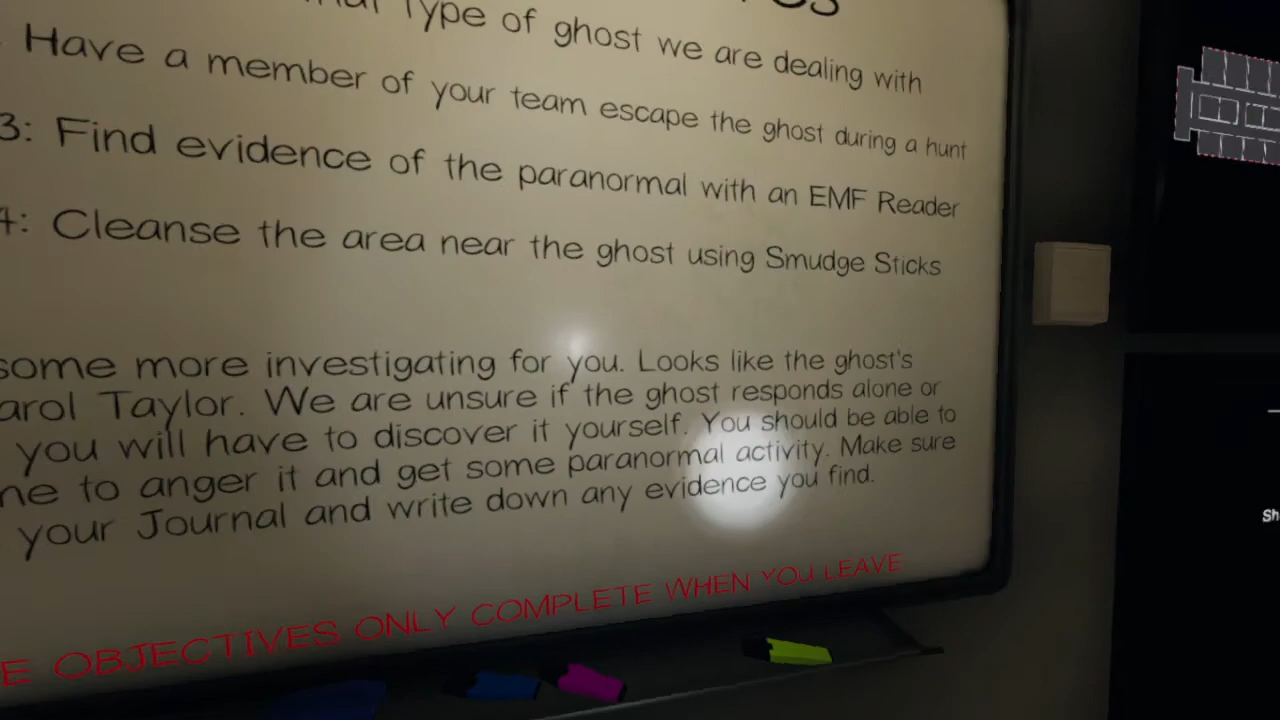 Type of ghost we are dealing with
Have a member of your team escape the ghost during a hunt
3: Find evidence of the paranormal with an EMF Reader
4: Cleanse the area near the ghost using Smudge Sticks
some more investigating for you. Looks like the ghost's
arol Taylor. We are unsure if the ghost responds alone or
you will have to discover it yourself. You should be able to
me to anger it and get some paranormal activity. Make sure
your Journal and write down any evidence you find.
E OBJECTIVES ONLY COMPLETE WHEN YOU LEAVE
Sh